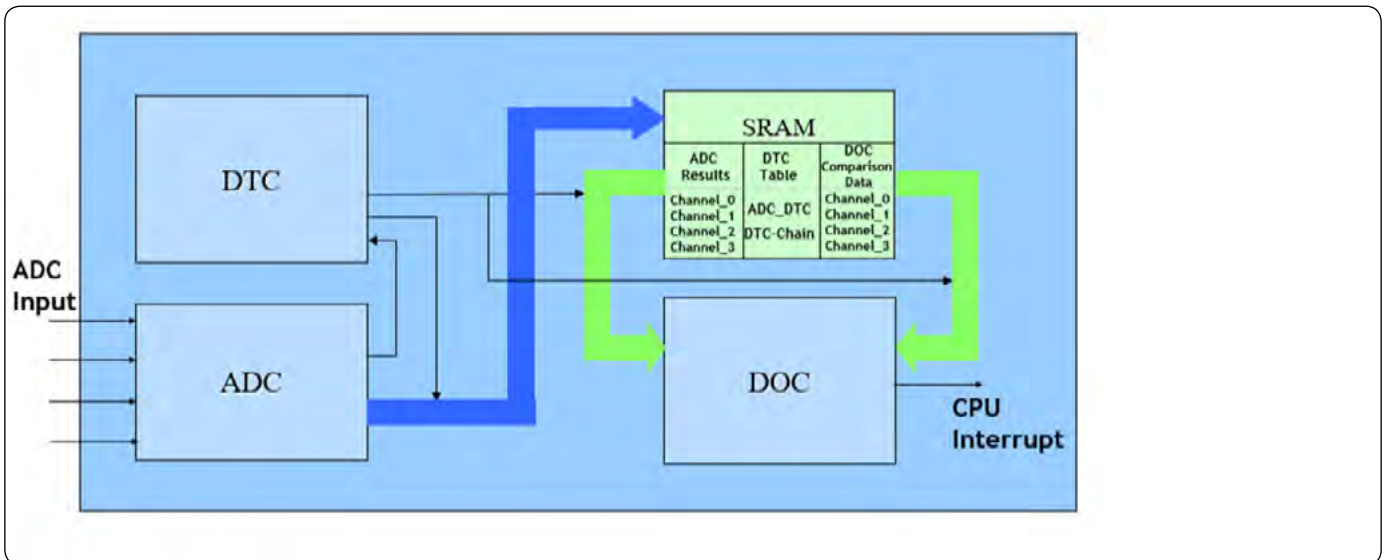 DTC
SRAM
ADC
Results
Channel_0
Channel_1
Channel_2
Channel_3
DTC
Table
ADC_DTC
DTC-Chain
DOC
Comparison
Data
Channel_0
Channel_1
Channel_2
Channel_3
ADC
Input
ADC
DOC
CPU
Interrupt